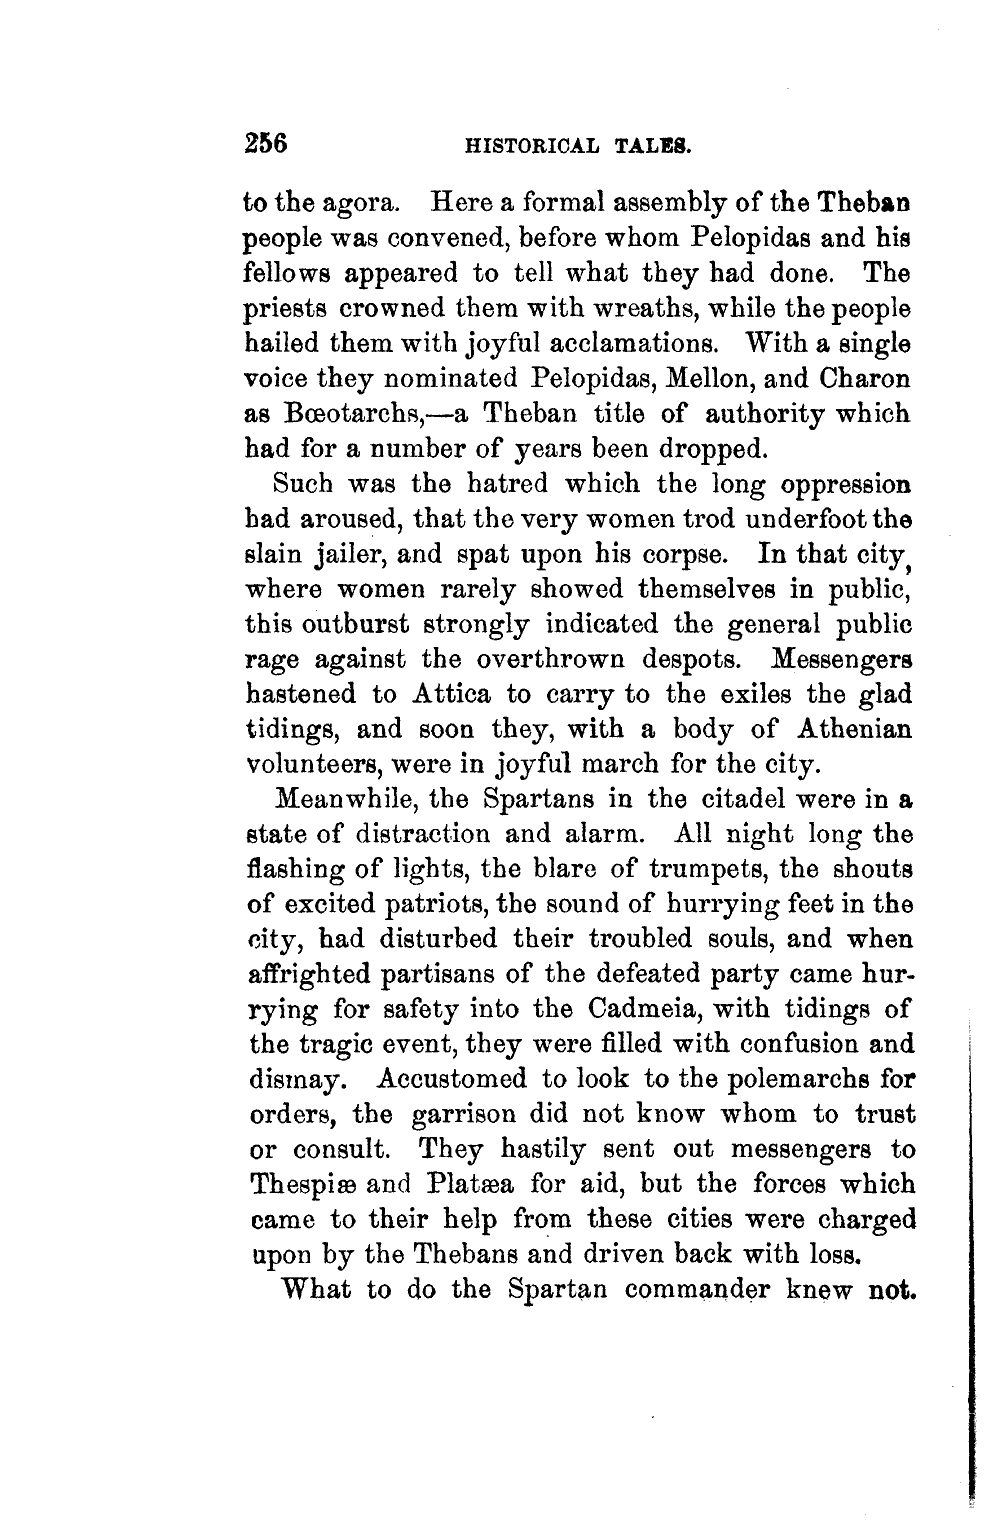 256 HISTORICAL TALES.
to the agora. Here a formal assembly of the Theban
people was convened, before whom Pelopidas and his
fellows appeared to tell what they had done. The
priests crowned them with wreaths, while the people
hailed them with joyful acclamations. With a single
voice they nominated Pelopidas, Mellon, and Charon
as Bœotarchs,—a Theban title of authority which
had for a number of years been dropped.
Such was the hatred which the long oppression
had aroused, that the very women trod underfoot the
slain jailer, and spat upon his corpse. In that city,
where women rarely showed themselves in public,
this outburst strongly indicated the general public
rage against the overthrown despots. Messengers
hastened to Attica to carry to the exiles the glad
tidings, and soon they, with a body of Athenian
volunteers, were in joyful march for the city.
Meanwhile, the Spartans in the citadel were in a
state of distraction and alarm. All night long the
flashing of lights, the blare of trumpets, the shouts
of excited patriots, the sound of hurrying feet in the
city, had disturbed their troubled souls, and when
affrighted partisans of the defeated party came hur-
rying for safety into the Cadmeia, with tidings of
the tragic event, they were filled with confusion and
dismay. Accustomed to look to the polemarchs for
orders, the garrison did not know whom to trust
or consult. They hastily sent out messengers to
Thespiæ and Platæa for aid, but the forces which
came to their help from these cities were charged
upon by the Thebans and driven back with loss.
What to do the Spartan commander knew not.